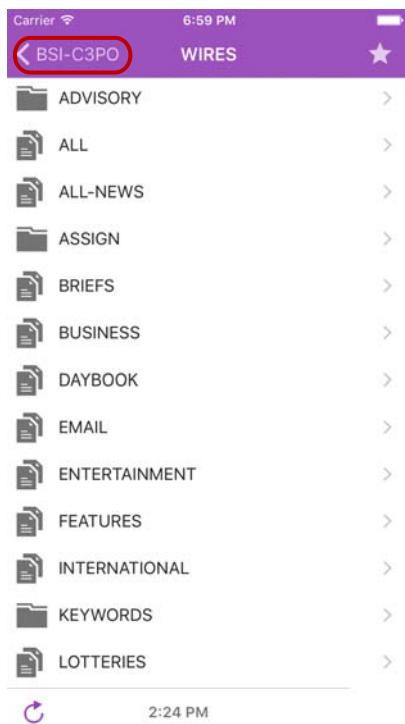 Carrier 6:59 PM
BSI-C3PO WIRES
ADVISORY
ALL
ALL-NEWS
ASSIGN
BRIEFS
BUSINESS
DAYBOOK
EMAIL
ENTERTAINMENT
FEATURES
INTERNATIONAL
KEYWORDS
LOTTERIES
2:24 PM